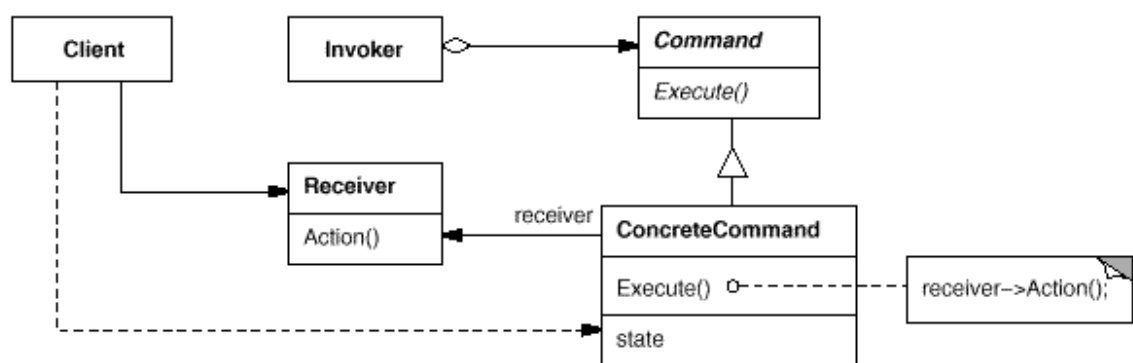 Client
Invoker
Command
Execute()
Receiver
Action()
receiver
ConcreteCommand
Execute()
receiver->Action();
state